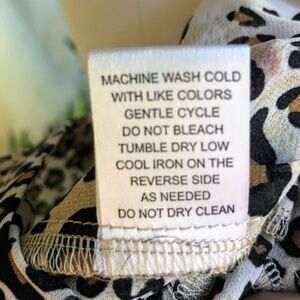 MACHINE WASH COLD
WITH LIKE COLORS
GENTLE CYCLE
DO NOT BLEACH
TUMBLE DRY LOW
COOL IRON ON THE
REVERSE SIDE
AS NEEDED
DO NOT DRY CLEAN